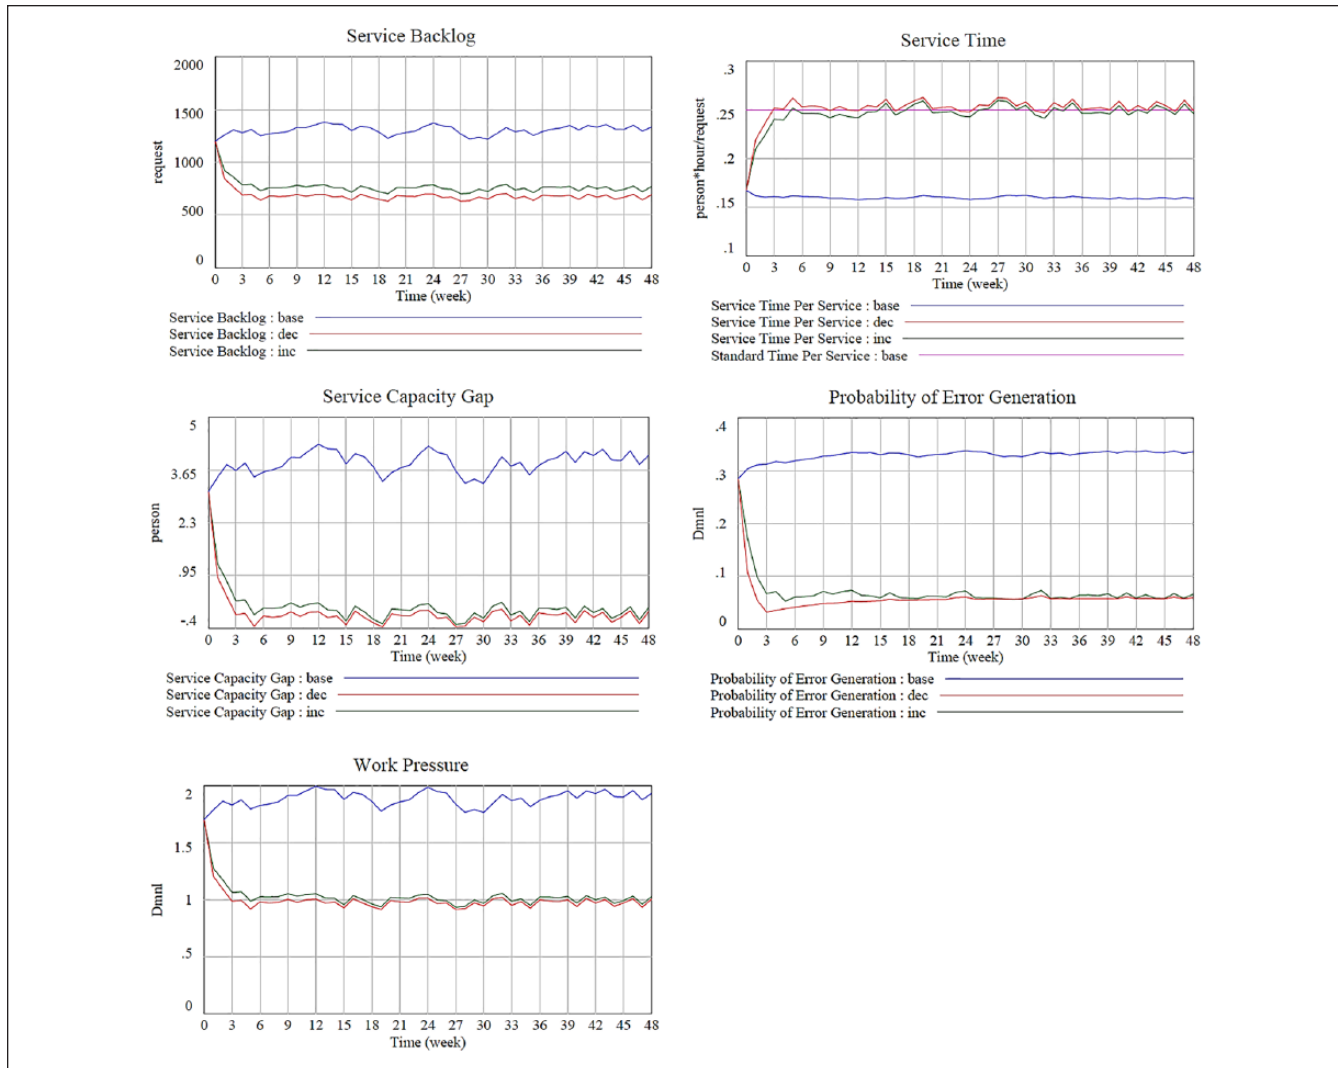 Service Backlog
2000
1500
1000
500
0
request
0 3 6 9 12 15 18 21 24 27 30 33 36 39 42 45 48
Time (week)
Service Backlog : base
Service Backlog : dec
Service Backlog : inc
Service Time
.3
.25
.2
.15
.1
person*hour/request
0 3 6 9 12 15 18 21 24 27 30 33 36 39 42 45 48
Time (week)
Service Time Per Service : base
Service Time Per Service : dec
Service Time Per Service : inc
Standard Time Per Service : base
Service Capacity Gap
5
3.65
2.3
.95
-.4
person
0 3 6 9 12 15 18 21 24 27 30 33 36 39 42 45 48
Time (week)
Service Capacity Gap : base
Service Capacity Gap : dec
Service Capacity Gap : inc
Probability of Error Generation
.4
.3
.2
.1
0
Dmnl
0 3 6 9 12 15 18 21 24 27 30 33 36 39 42 45 48
Time (week)
Probability of Error Generation : base
Probability of Error Generation : dec
Probability of Error Generation : inc
Work Pressure
2
1.5
1
.5
0
Dmnl
0 3 6 9 12 15 18 21 24 27 30 33 36 39 42 45 48
Time (week)